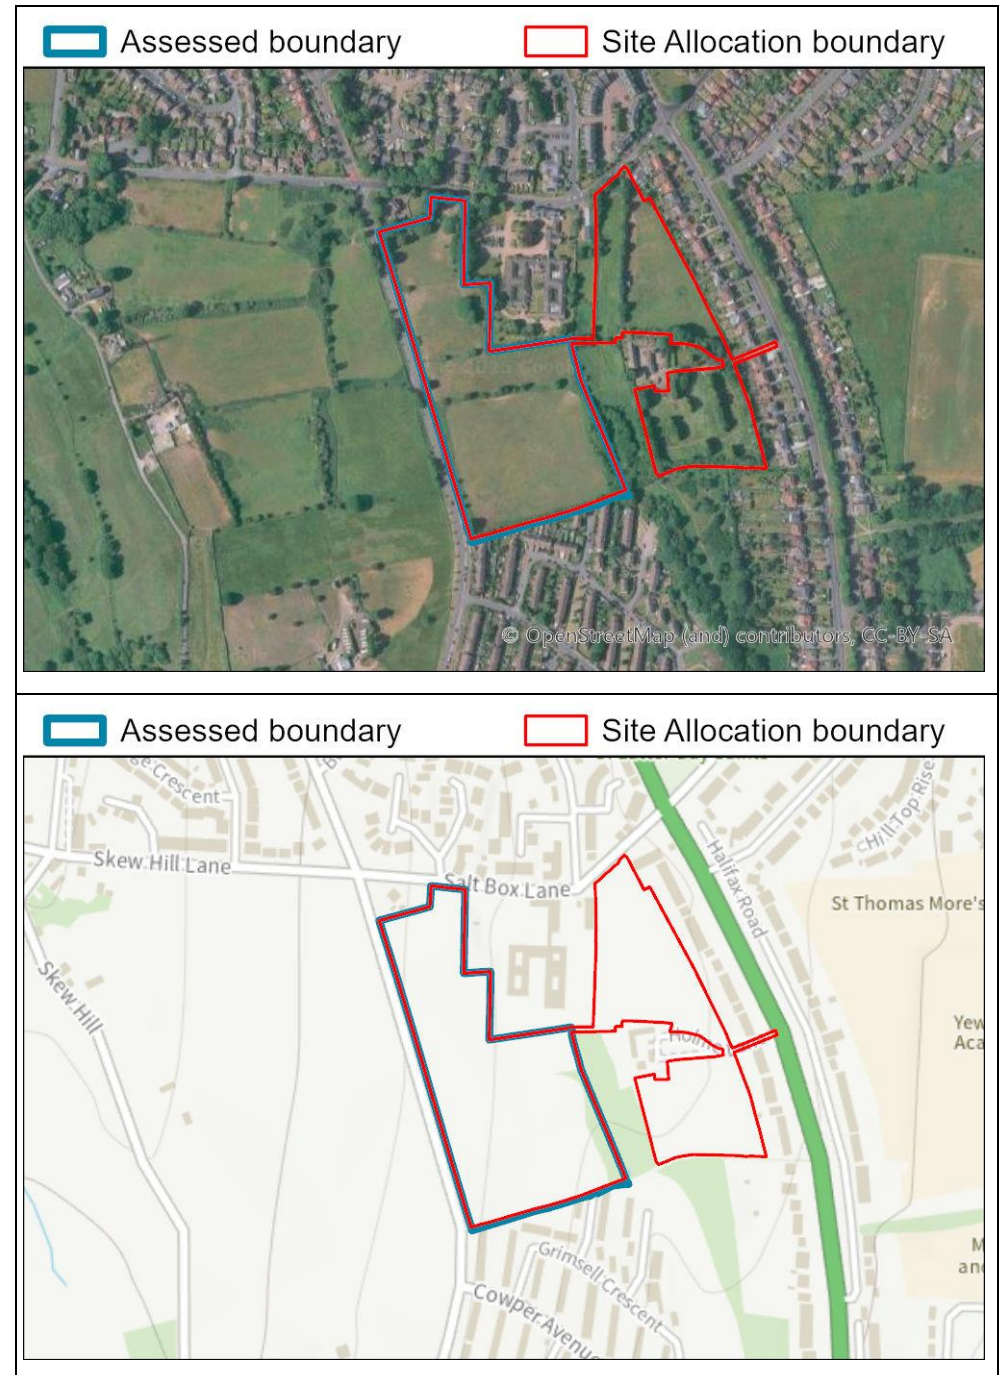 Assessed boundary
Site Allocation boundary
© OpenStreetMap (and) contributors, CC-BY-SA
Assessed boundary
Site Allocation boundary
Crescent
Skew Hill Lane
Salt Box Lane
Hill Top Rise
Halifax Road
St Thomas More's
Skew Hill
Yew
Aca
Grimsell Crescent
Cowper Avenue
M
an